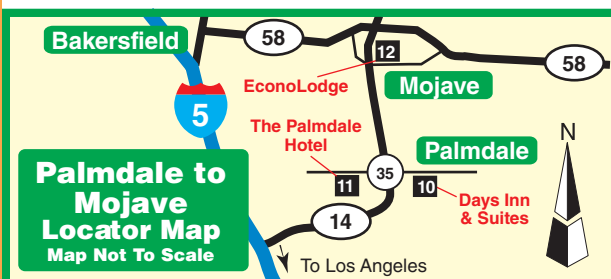 Bakersfield
58
12
58
EconoLodge
Mojave
5
The Palmdale
Hotel
N
Palmdale
35
11
10
Days Inn
& Suites
Palmdale to
Mojave
Locator Map
Map Not To Scale
14
To Los Angeles